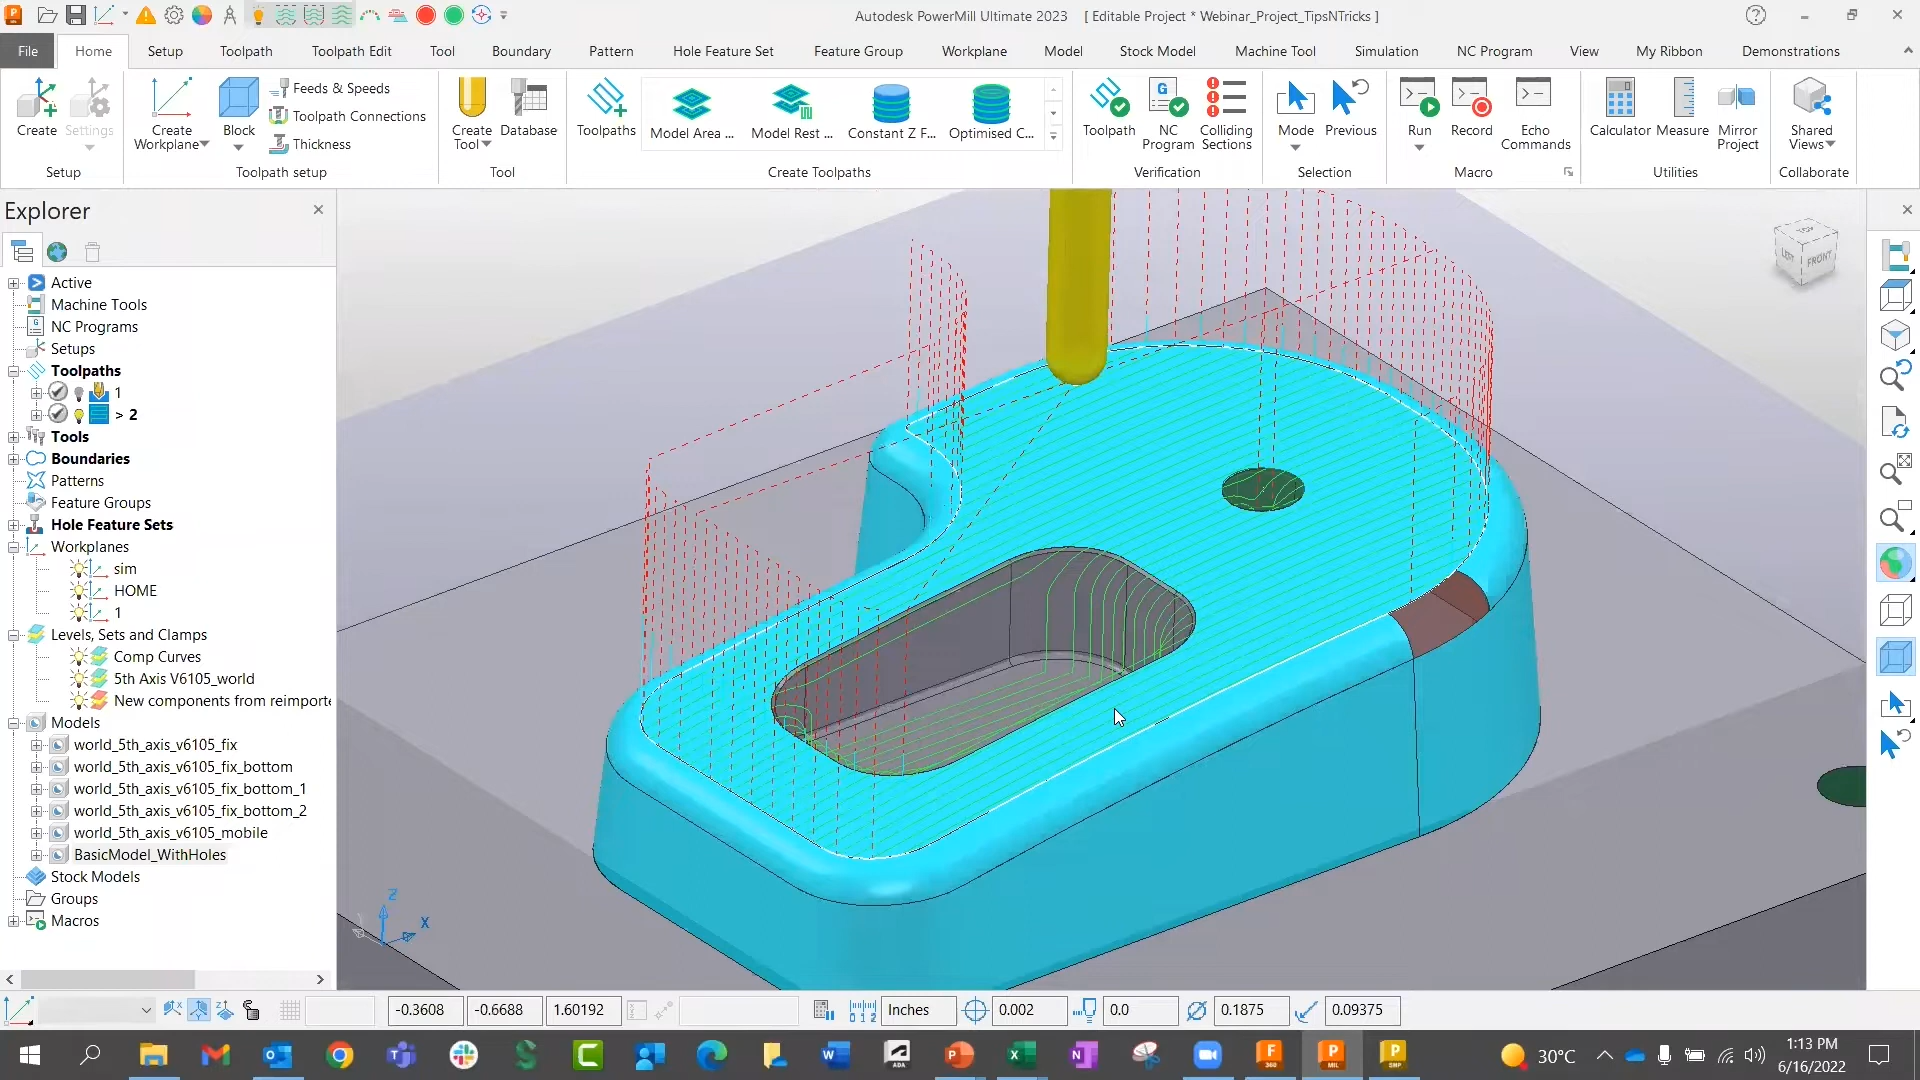 Autodesk PowerMill Ultimate 2023 [ Editable Project * Webinar_Project_TipsNTricks ]
File Home Setup Toolpath Toolpath Edit Tool Boundary Pattern Hole Feature Set Feature Group Workplane Model Stock Model Machine Tool Simulation NC Program View My Ribbon Demonstrations
Create
Settings
Setup
Create
Workplane
Block
Feeds & Speeds
Toolpath Connections
Thickness
Toolpath setup
Create
Tool
Database
Tool
Toolpaths
Model Area ...
Model Rest ...
Constant Z F...
Optimised C...
Create Toolpaths
Toolpath
NC
Program
Colliding
Sections
Verification
Mode
Previous
Selection
Run
Record
Echo
Commands
Macro
Calculator
Measure
Mirror
Project
Utilities
Shared
Views
Collaborate
Explorer
Active
Machine Tools
NC Programs
Setups
Toolpaths
1
> 2
Tools
Boundaries
Patterns
Feature Groups
Hole Feature Sets
Workplanes
sim
HOME
1
Levels, Sets and Clamps
Comp Curves
5th Axis V6105_world
New components from reimporte
Models
world_5th_axis_v6105_fix
world_5th_axis_v6105_fix_bottom
world_5th_axis_v6105_fix_bottom_1
world_5th_axis_v6105_fix_bottom_2
world_5th_axis_v6105_mobile
BasicModel_WithHoles
Stock Models
Groups
Macros
TOP
LEFT
FRONT
Z
X
-0.3608 -0.6688 1.60192 Inches 0.002 0.0 0.1875 0.09375
30°C
1:13 PM
6/16/2022